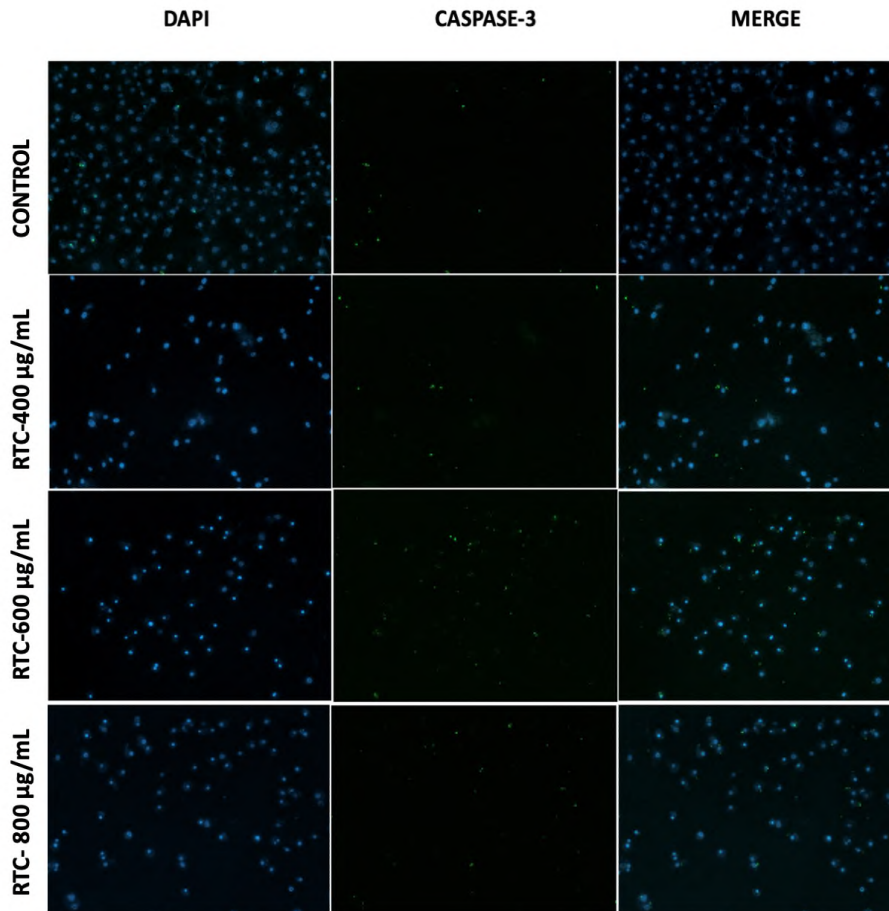 DAPI CASPASE-3 MERGE
CONTROL
RTC-400 µg/mL
RTC-600 µg/mL
RTC- 800 µg/mL